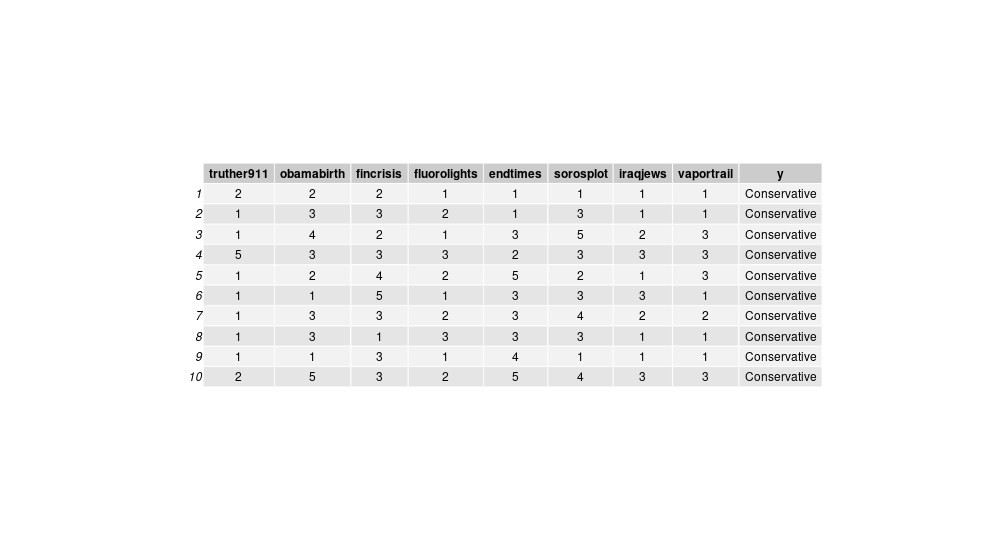 truther911 obamabirth fincrisis fluorolights endtimes sorosplot iraqjews vaportrail y
1 2 2 2 1 1 1 1 1 Conservative
2 1 3 3 2 1 3 1 1 Conservative
3 1 4 2 1 3 5 2 3 Conservative
4 5 3 3 3 2 3 3 3 Conservative
5 1 2 4 2 5 2 1 3 Conservative
6 1 1 5 1 3 3 3 1 Conservative
7 1 3 3 2 3 4 2 2 Conservative
8 1 3 1 3 3 3 1 1 Conservative
9 1 1 3 1 4 1 1 1 Conservative
10 2 5 3 2 5 4 3 3 Conservative